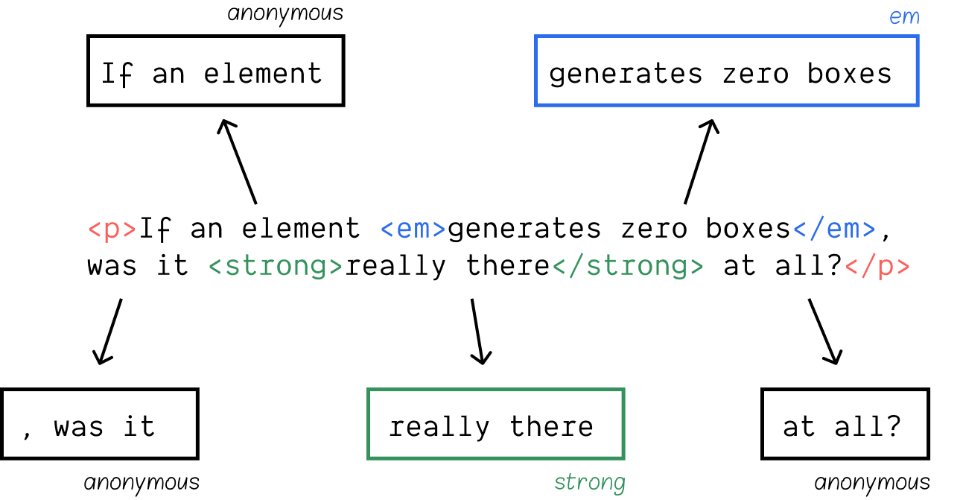 anonymous
em
If an element
generates zero boxes
<p>If an element <em>generates zero boxes</em>,
was it <strong>really there</strong> at all?</p>
, was it
really there
at all?
anonymous
strong
anonymous